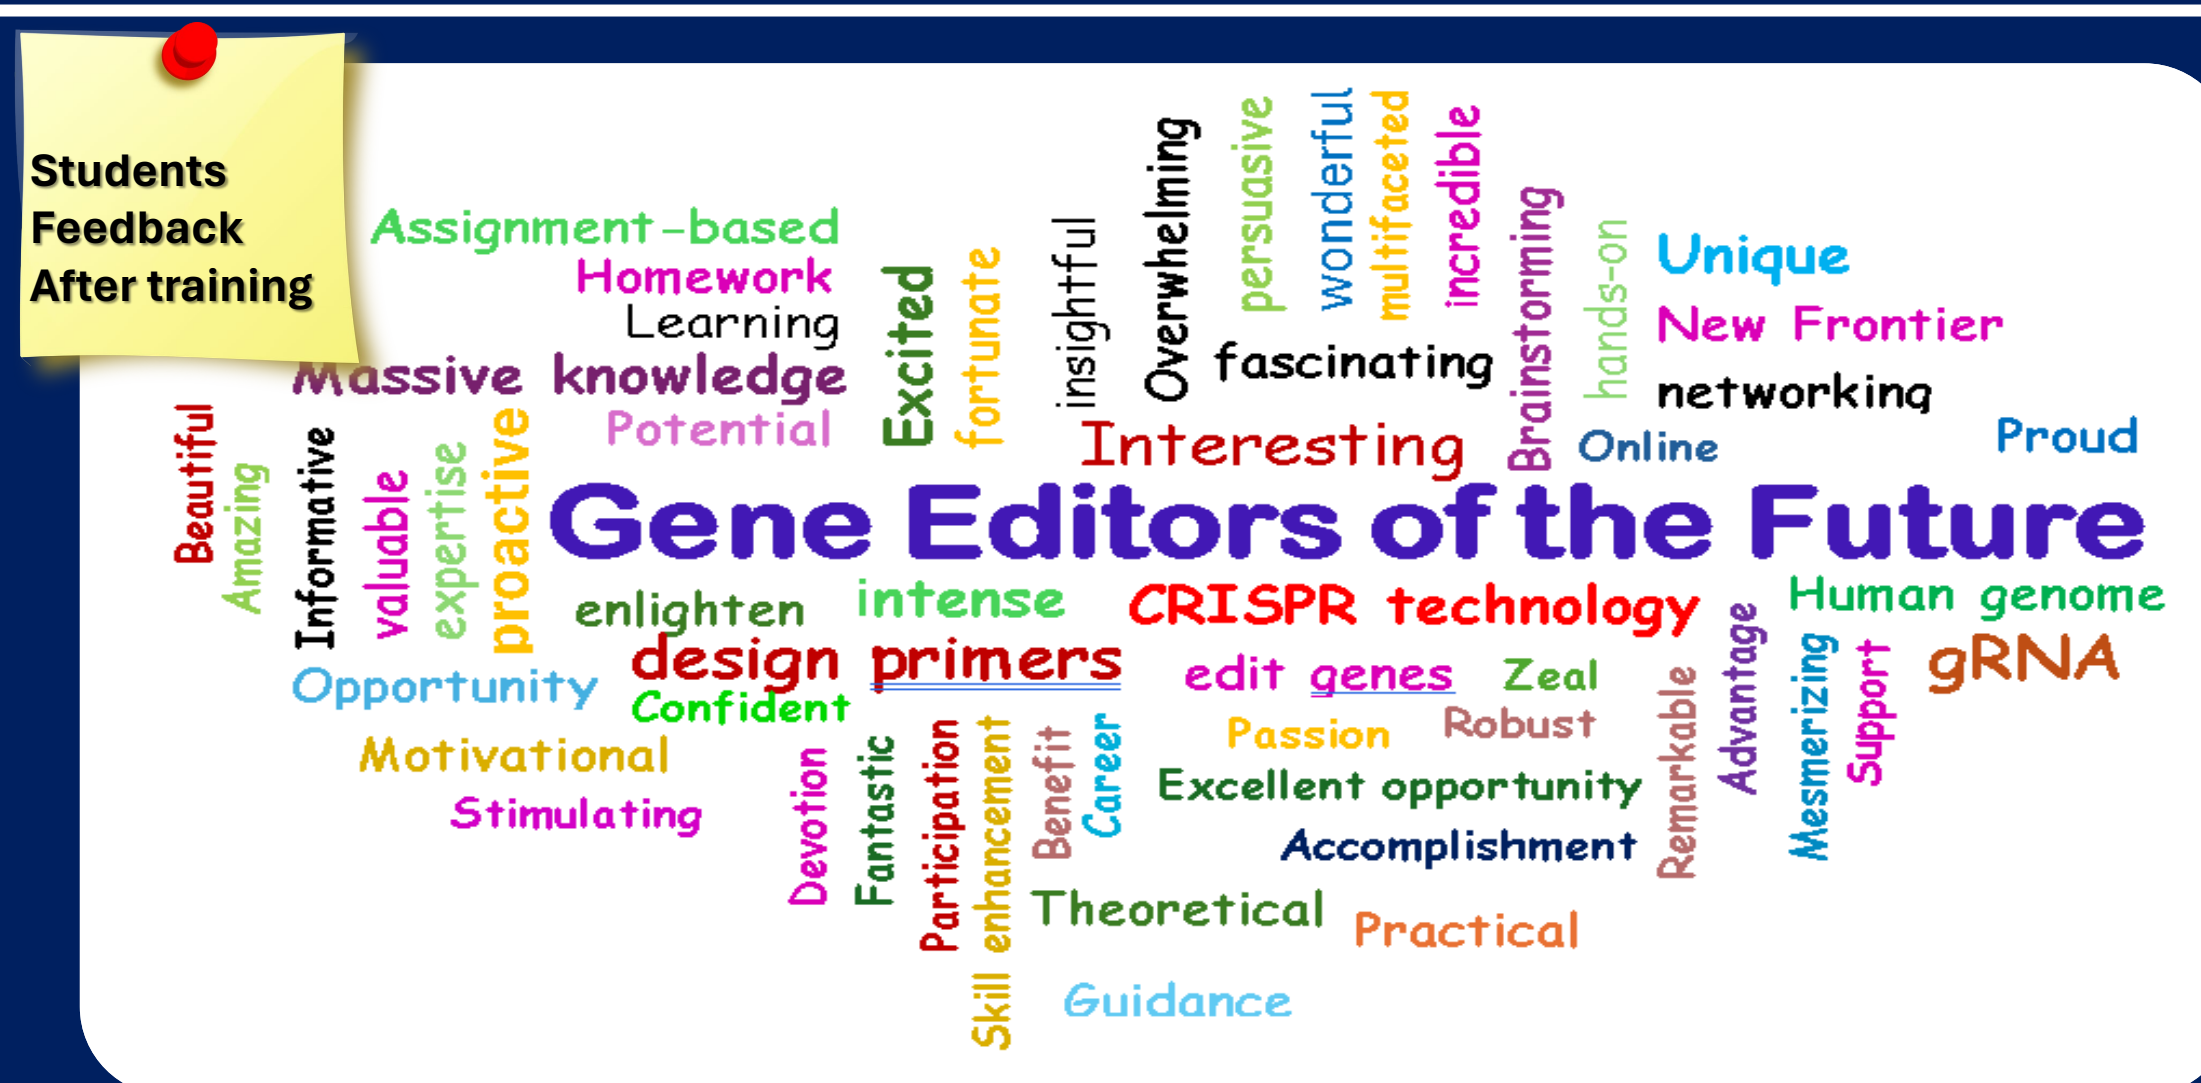 Students
Feedback
After training
Assignment-based
Homework
Learning
Massive knowledge
Potential
Excited
fortunate
insightful
Overwhelming
persuasive
wonderful
multifaceted
incredible
fascinating
Interesting
Brainstorming
hands-on
Unique
New Frontier
networking
Online
Proud
Beautiful
Amazing
Informative
valuable
expertise
proactive
Gene Editors of the Future
enlighten
intense
CRISPR technology
Human genome
design primers
edit genes
Zeal
gRNA
Opportunity
Confident
Passion
Robust
Remarkable
Advantage
Mesmerizing
Support
Motivational
Stimulating
Devotion
Fantastic
Participation
Skill enhancement
Benefit
Career
Excellent opportunity
Accomplishment
Theoretical
Practical
Guidance